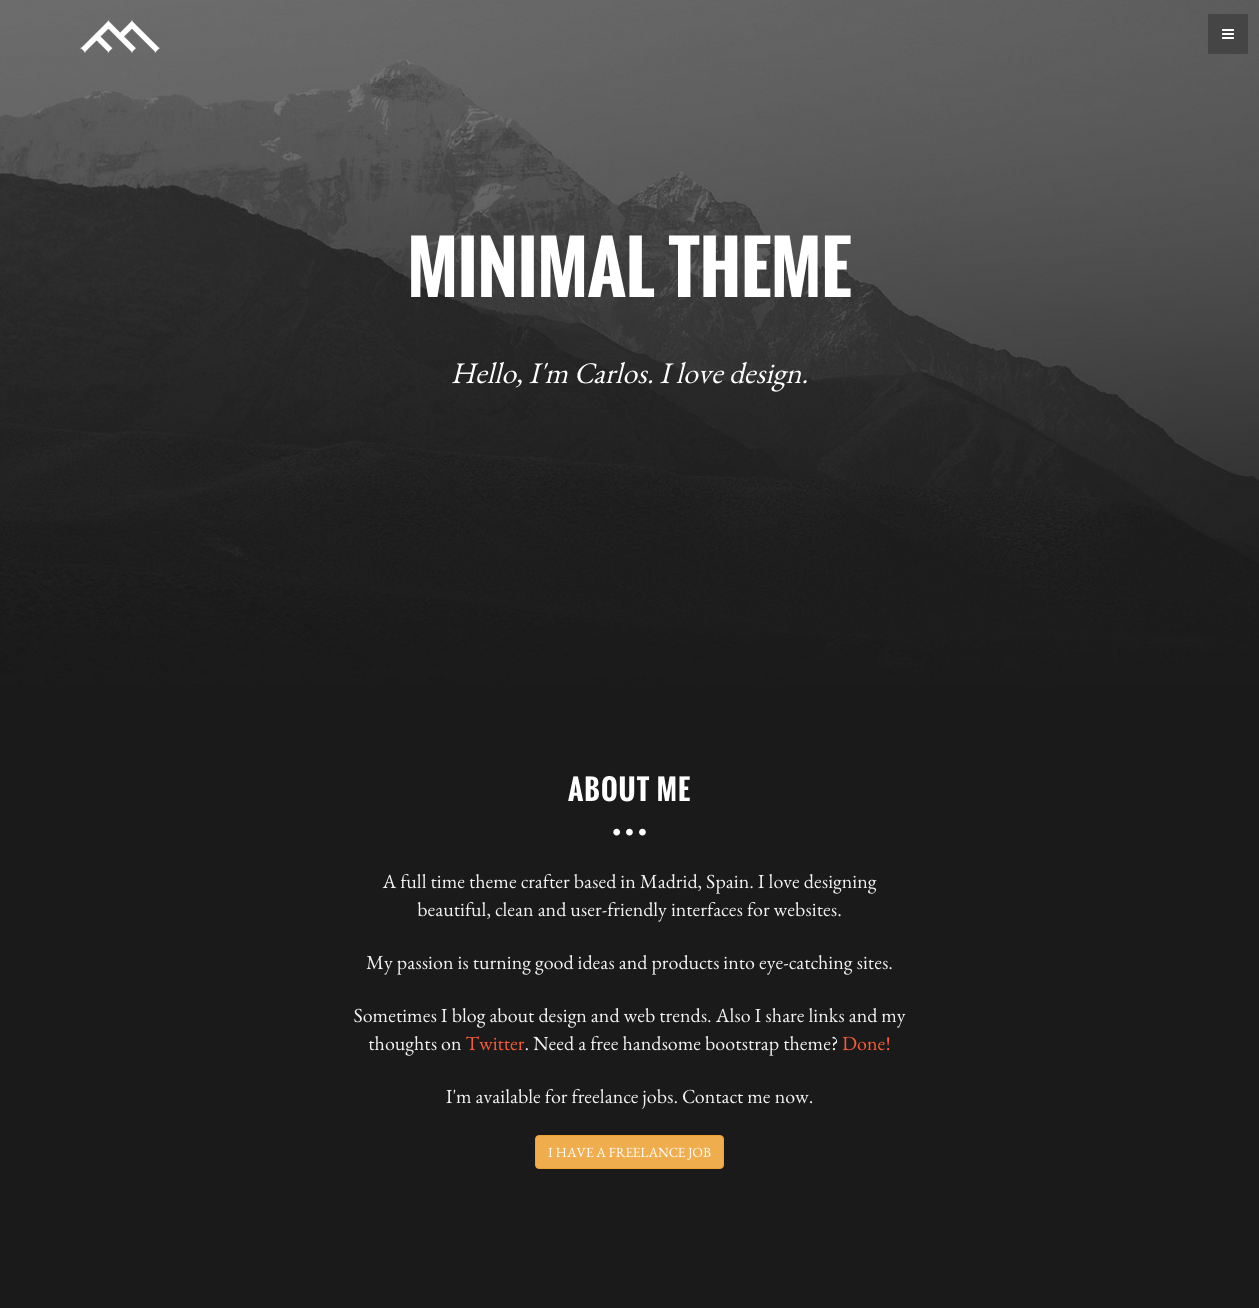 MINIMAL THEME
Hello, I'm Carlos. I love design.
ABOUT ME
A full time theme crafter based in Madrid, Spain. I love designing
beautiful, clean and user-friendly interfaces for websites.
My passion is turning good ideas and products into eye-catching sites.
Sometimes I blog about design and web trends. Also I share links and my
thoughts on Twitter. Need a free handsome bootstrap theme? Done!
I'm available for freelance jobs. Contact me now.
I HAVE A FREELANCE JOB